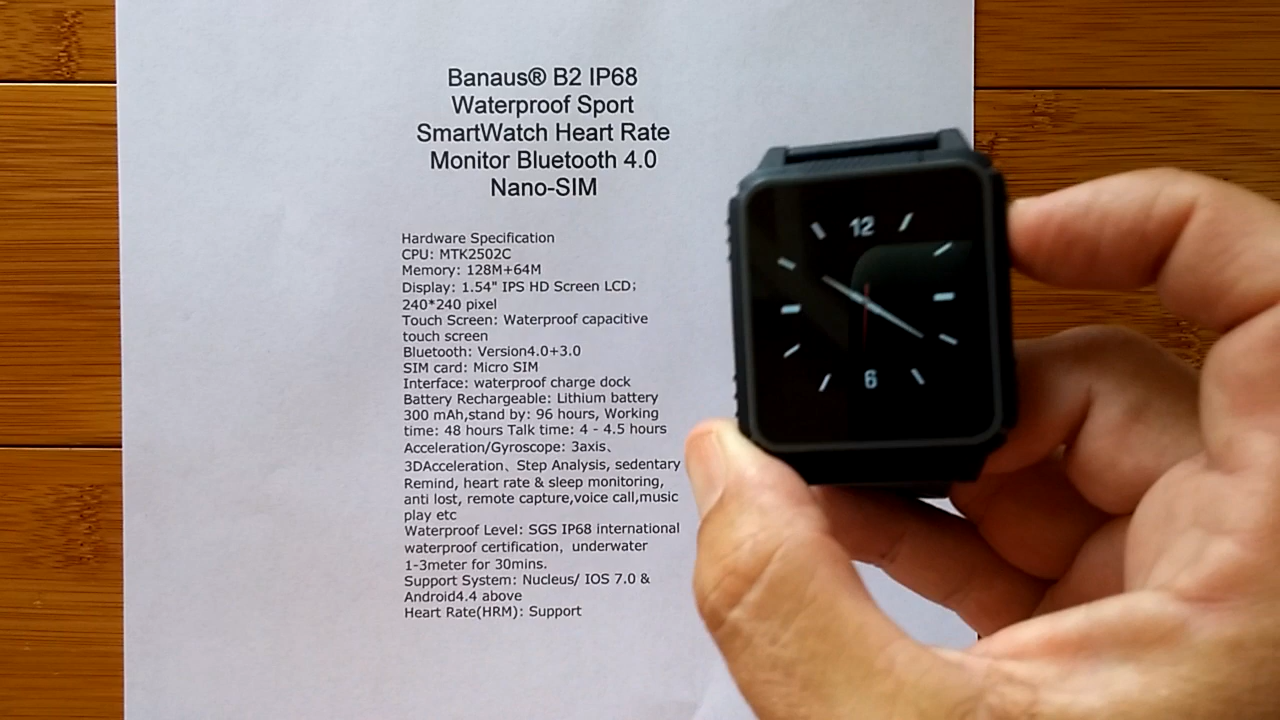 Banaus® B2 IP68
Waterproof Sport
SmartWatch Heart Rate
Monitor Bluetooth 4.0
Nano-SIM
Hardware Specification
CPU: MTK2502C
Memory: 128M+64M
Display: 1.54" IPS HD Screen LCD;
240*240 pixel
Touch Screen: Waterproof capacitive
touch screen
Bluetooth: Version4.0+3.0
SIM card: Micro SIM
Interface: waterproof charge dock
Battery Rechargeable: Lithium battery
300 mAh,stand by: 96 hours, Working
time: 48 hours Talk time: 4 - 4.5 hours
Acceleration/Gyroscope: 3axis、
3DAcceleration、Step Analysis, sedentary
Remind, heart rate & sleep monitoring,
anti lost, remote capture,voice call,music
play etc
Waterproof Level: SGS IP68 international
waterproof certification，underwater
1-3meter for 30mins.
Support System: Nucleus/ IOS 7.0 &
Android4.4 above
Heart Rate(HRM): Support
12
6